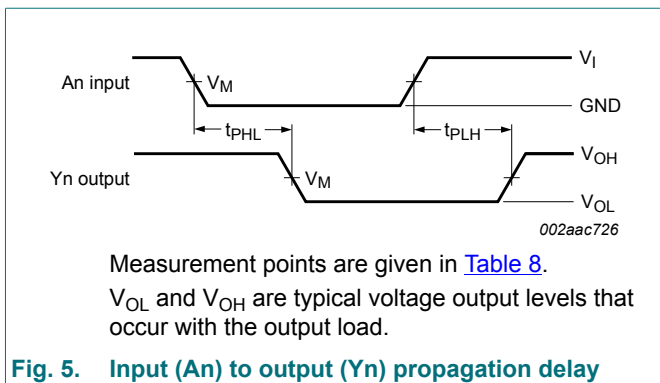 V_I
An input
V_M
GND
t_PHL
t_PLH
V_OH
Yn output
V_M
V_OL
002aac726
Measurement points are given in Table 8.
V_OL and V_OH are typical voltage output levels that
occur with the output load.
Fig. 5. Input (An) to output (Yn) propagation delay